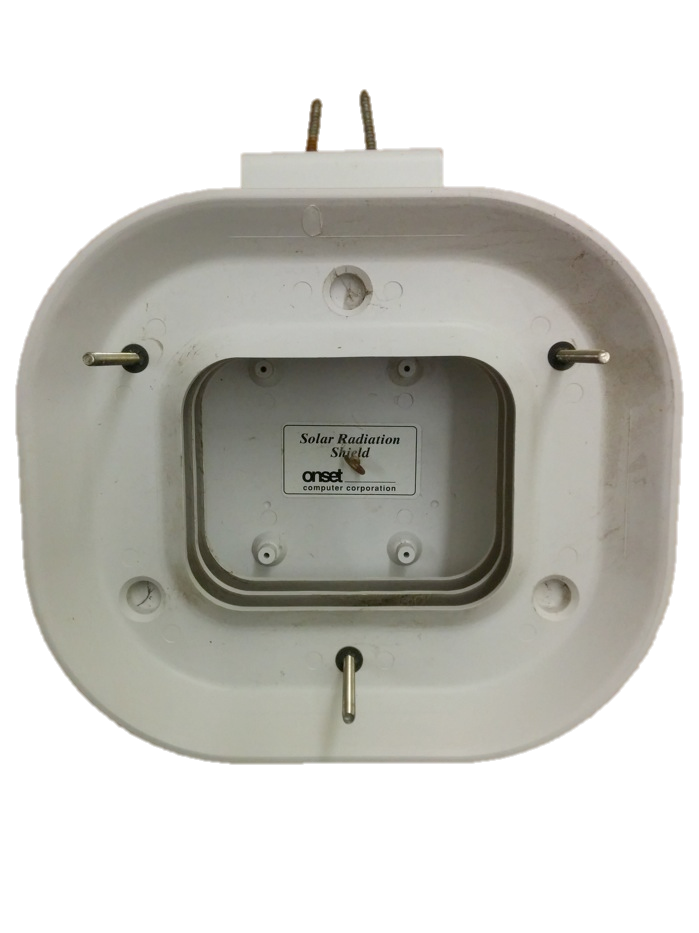 Solar Radiation
Shield
onset
computer corporation